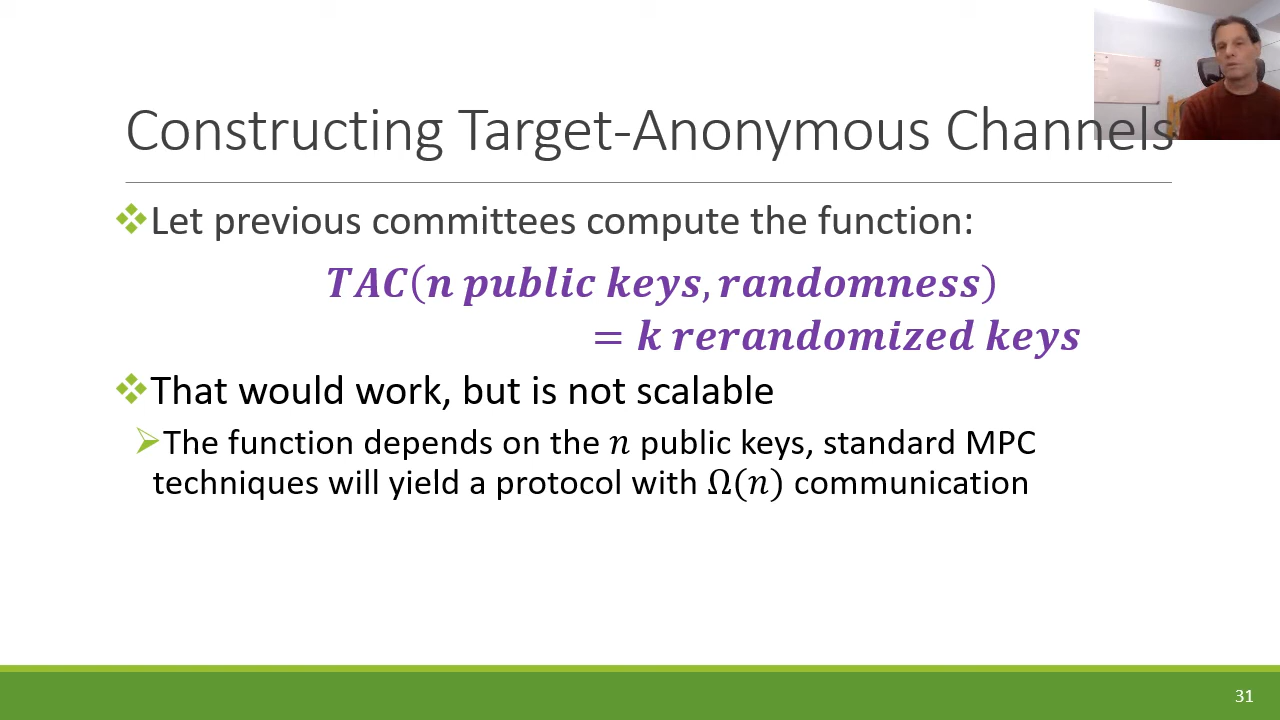 Constructing Target-Anonymous Channels
Let previous committees compute the function:
TAC(n public keys, randomness)
= k rerandomized keys
That would work, but is not scalable
The function depends on the n public keys, standard MPC
techniques will yield a protocol with Ω(n) communication
31